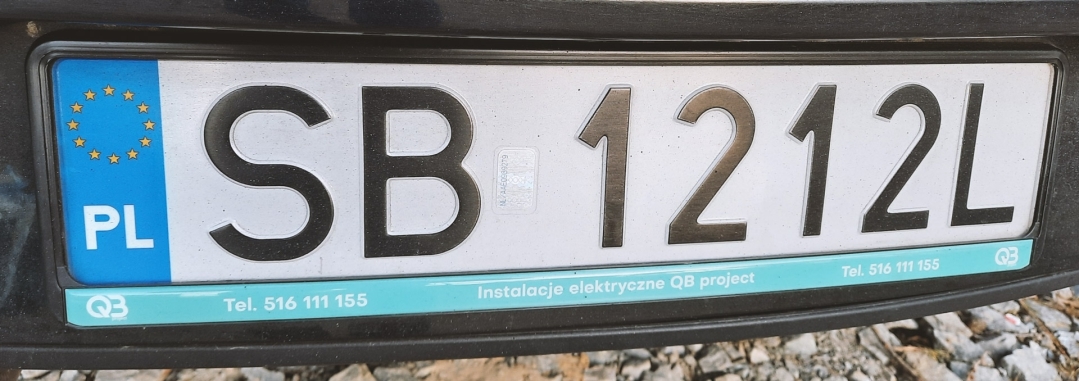 PL SB 1212L
QB Tel. 516 111 155 Instalacje elektryczne QB project Tel. 516 111 155 QB